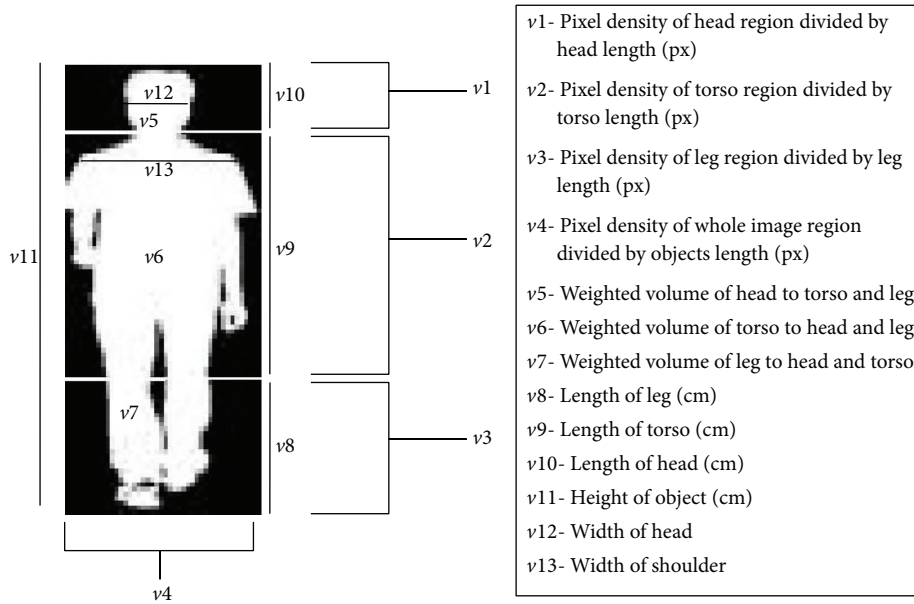 v12
v10
v1
v5
v13
v11
v6
v9
v2
v7
v8
v3
v4
v1- Pixel density of head region divided by
head length (px)
v2- Pixel density of torso region divided by
torso length (px)
v3- Pixel density of leg region divided by leg
length (px)
v4- Pixel density of whole image region
divided by objects length (px)
v5- Weighted volume of head to torso and leg
v6- Weighted volume of torso to head and leg
v7- Weighted volume of leg to head and torso
v8- Length of leg (cm)
v9- Length of torso (cm)
v10- Length of head (cm)
v11- Height of object (cm)
v12- Width of head
v13- Width of shoulder